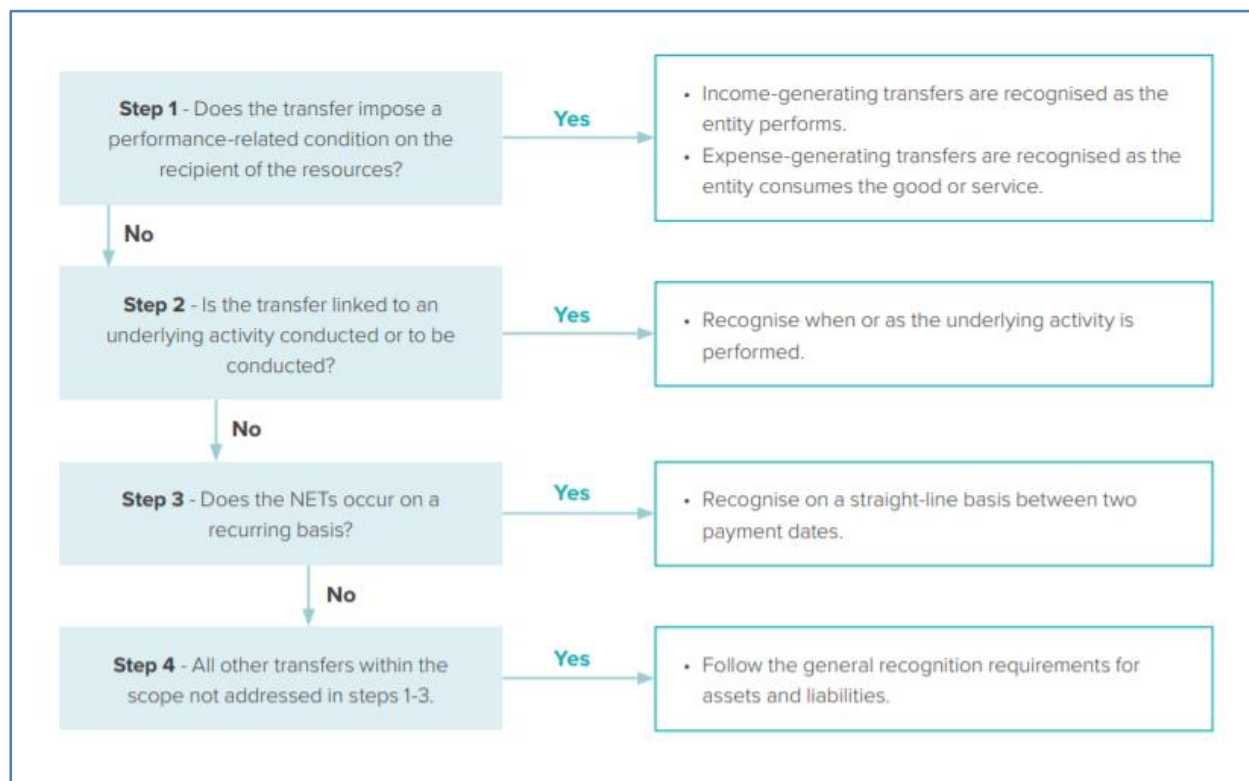 Step 1 - Does the transfer impose a
performance-related condition on the
recipient of the resources?
Yes
• Income-generating transfers are recognised as the
entity performs.
• Expense-generating transfers are recognised as the
entity consumes the good or service.
No
Step 2 - Is the transfer linked to an
underlying activity conducted or to be
conducted?
Yes
• Recognise when or as the underlying activity is
performed.
No
Step 3 - Does the NETs occur on a
recurring basis?
Yes
• Recognise on a straight-line basis between two
payment dates.
No
Step 4 - All other transfers within the
scope not addressed in steps 1-3.
Yes
• Follow the general recognition requirements for
assets and liabilities.